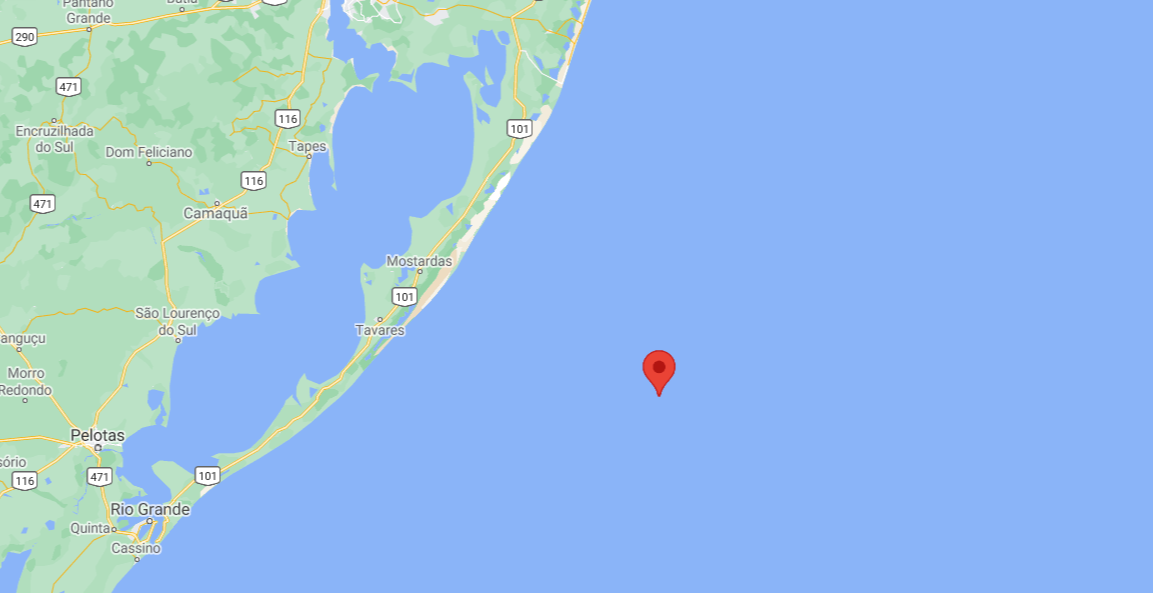 Pantano
Grande
290
471
116
101
Encruzilhada
do Sul
Dom Feliciano
Tapes
116
471
Camaquã
Mostardas
101
São Lourenço
do Sul
Tavares
anguçu
Morro
Redondo
Pelotas
sório
116
471
101
Rio Grande
Quinta
Cassino